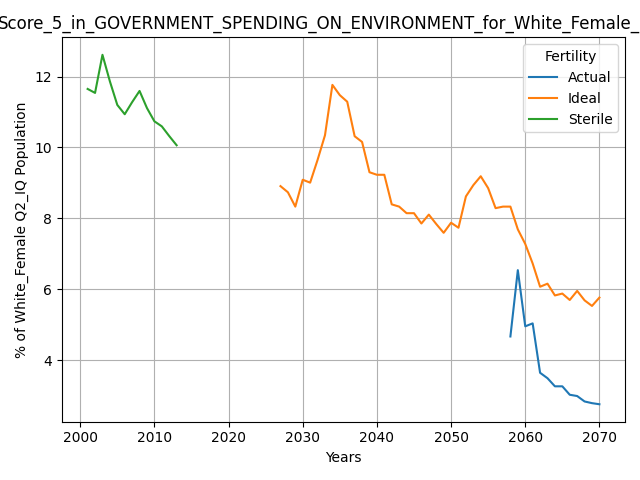 Score_5_in_GOVERNMENT_SPENDING_ON_ENVIRONMENT_for_White_Female_
Fertility
Actual
Ideal
Sterile
% of White_Female Q2_IQ Population
12
10
8
6
4
2000 2010 2020 2030 2040 2050 2060 2070
Years